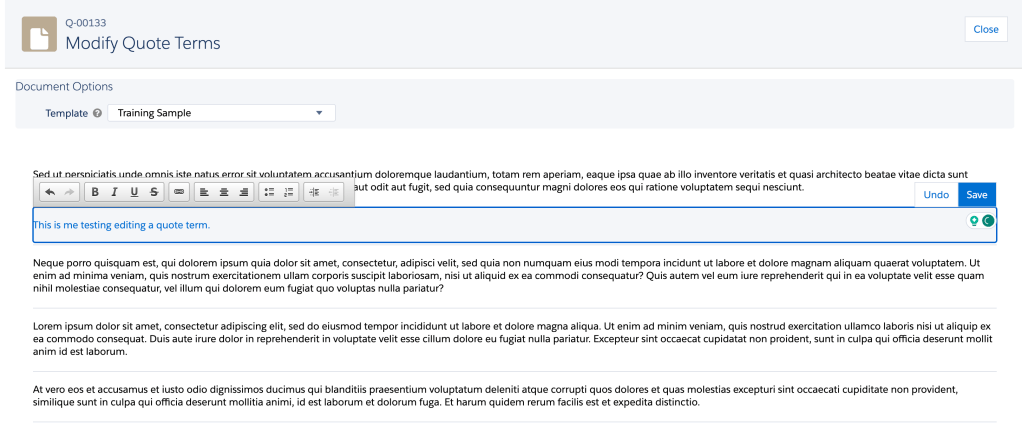 Q-00133
Modify Quote Terms
Close
Document Options
Template
Training Sample
Sed ut perspiciatis unde omnis iste natus error sit voluptatem accusantium doloremque laudantium, totam rem aperiam, eaque ipsa quae ab illo inventore veritatis et quasi architecto beatae vitae dicta sunt
B I U S
aut odit aut fugit, sed quia consequuntur magni dolores eos qui ratione voluptatem sequi nesciunt.
Undo
Save
This is me testing editing a quote term.
Neque porro quisquam est, qui dolorem ipsum quia dolor sit amet, consectetur, adipisci velit, sed quia non numquam eius modi tempora incidunt ut labore et dolore magnam aliquam quaerat voluptatem. Ut
enim ad minima veniam, quis nostrum exercitationem ullam corporis suscipit laboriosam, nisi ut aliquid ex ea commodi consequatur? Quis autem vel eum iure reprehenderit qui in ea voluptate velit esse quam
nihil molestiae consequatur, vel illum qui dolorem eum fugiat quo voluptas nulla pariatur?
Lorem ipsum dolor sit amet, consectetur adipiscing elit, sed do eiusmod tempor incididunt ut labore et dolore magna aliqua. Ut enim ad minim veniam, quis nostrud exercitation ullamco laboris nisi ut aliquip ex
ea commodo consequat. Duis aute irure dolor in reprehenderit in voluptate velit esse cillum dolore eu fugiat nulla pariatur. Excepteur sint occaecat cupidatat non proident, sunt in culpa qui officia deserunt mollit
anim id est laborum.
At vero eos et accusamus et iusto odio dignissimos ducimus qui blanditiis praesentium voluptatum deleniti atque corrupti quos dolores et quas molestias excepturi sint occaecati cupiditate non provident,
similique sunt in culpa qui officia deserunt mollitia animi, id est laborum et dolorum fuga. Et harum quidem rerum facilis est et expedita distinctio.